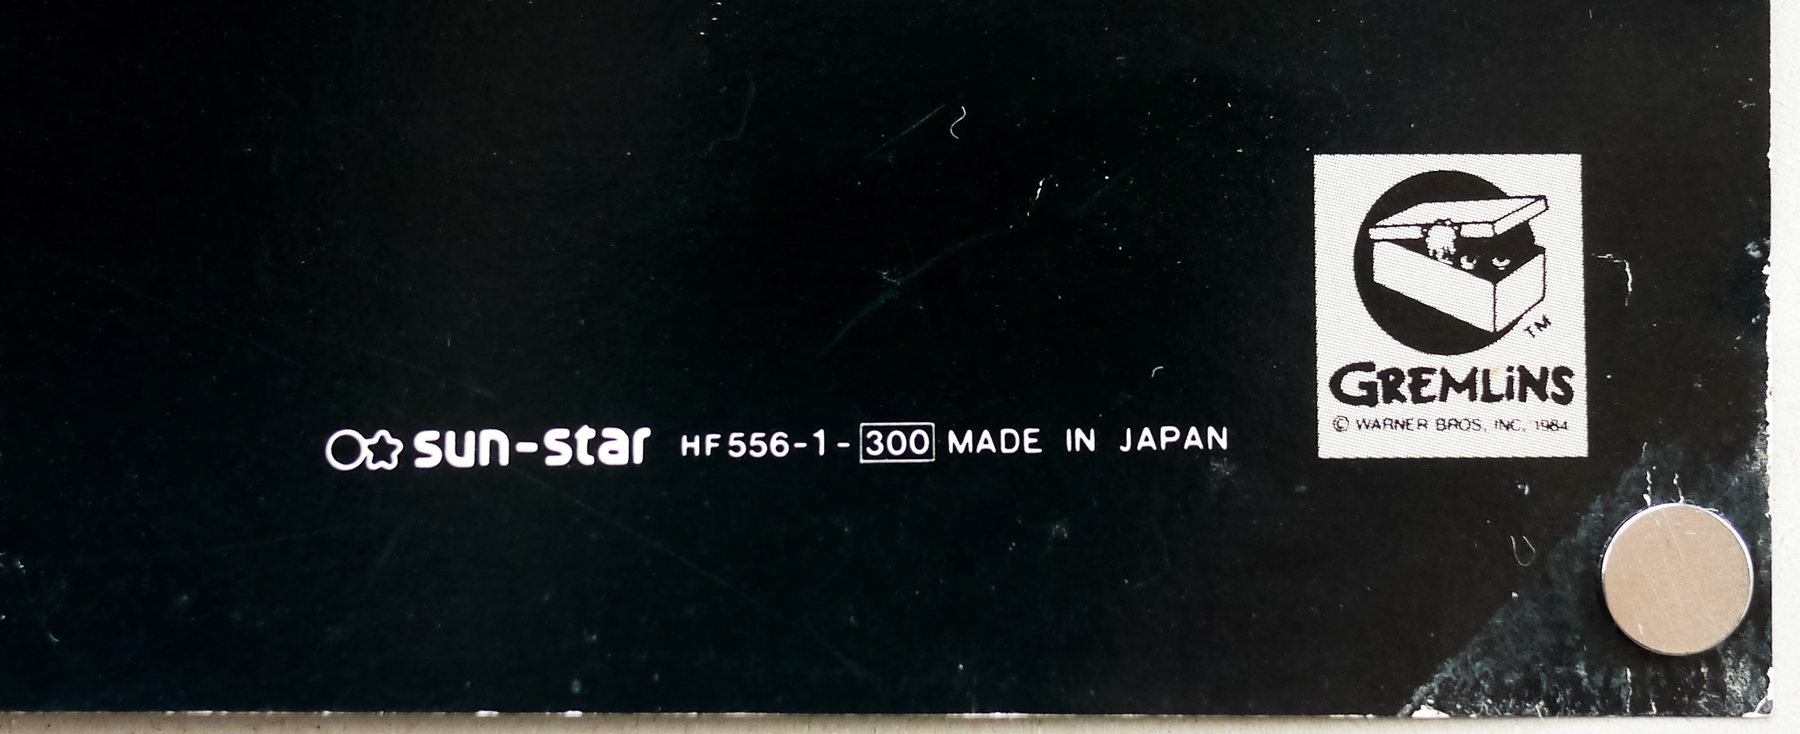 sun-star HF556-1-300 MADE IN JAPAN
TM
GREMLiNS
© WARNER BROS, INC, 1984